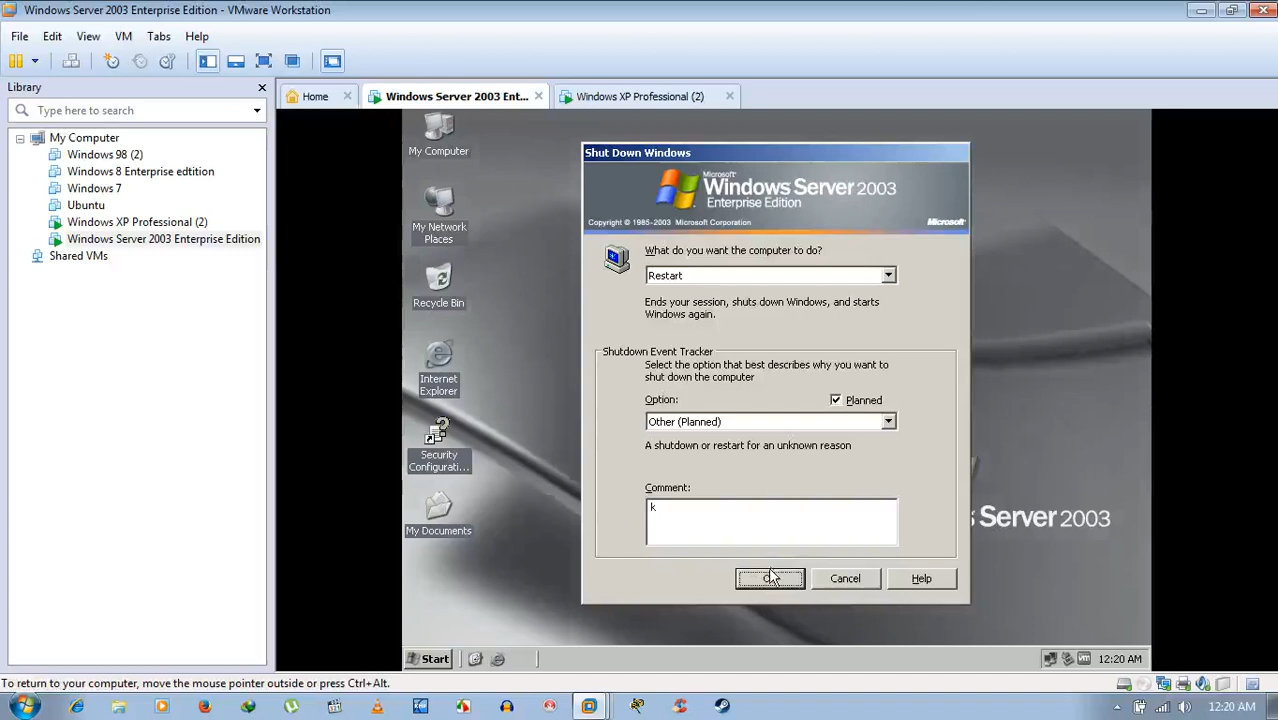 Windows Server 2003 Enterprise Edition - VMware Workstation
File Edit View VM Tabs Help
Library
Type here to search
My Computer
Windows 98 (2)
Windows 8 Enterprise edtition
Windows 7
Ubuntu
Windows XP Professional (2)
Windows Server 2003 Enterprise Edition
Shared VMs
Home
Windows Server 2003 Ent...
Windows XP Professional (2)
My Computer
My Network
Places
Recycle Bin
Internet
Explorer
Security
Configurati...
My Documents
Shut Down Windows
Microsoft
Windows Server 2003
Enterprise Edition
Copyright © 1985-2003 Microsoft Corporation
Microsoft
What do you want the computer to do?
Restart
Ends your session, shuts down Windows, and starts
Windows again.
Shutdown Event Tracker
Select the option that best describes why you want to
shut down the computer
Option:
Planned
Other (Planned)
A shutdown or restart for an unknown reason
Comment:
k
Cancel
Help
Server 2003
Start
12:20 AM
To return to your computer, move the mouse pointer outside or press Ctrl+Alt.
12:20 AM